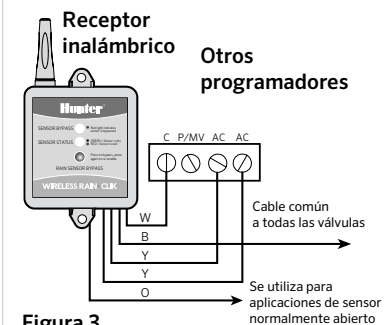 Receptor
inalámbrico
Otros
programadores
Hunter
C P/MV AC AC
SENSOR BYPASS
SENSOR STATUS
RAIN SENSOR BYPASS
WIRELESS RAIN CLIK
W
B
Y
Y
O
Cable común
a todas las válvulas
Se utiliza para
aplicaciones de sensor
normalmente abierto
Figura 3